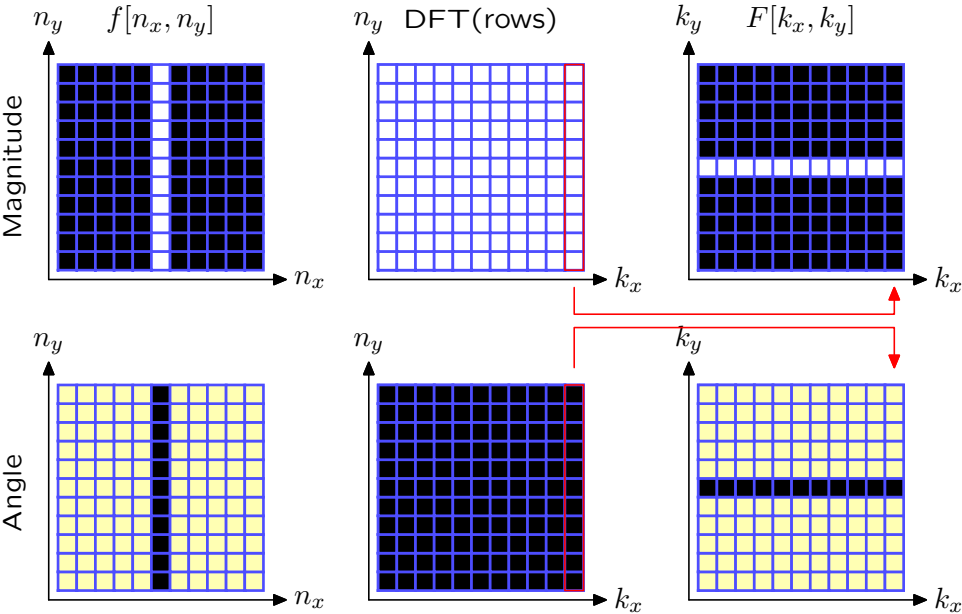 n_y f[n_x, n_y] n_y DFT(rows) k_y F[k_x, k_y]
Magnitude
n_x k_x k_x
n_y n_y k_y
Angle
n_x k_x k_x